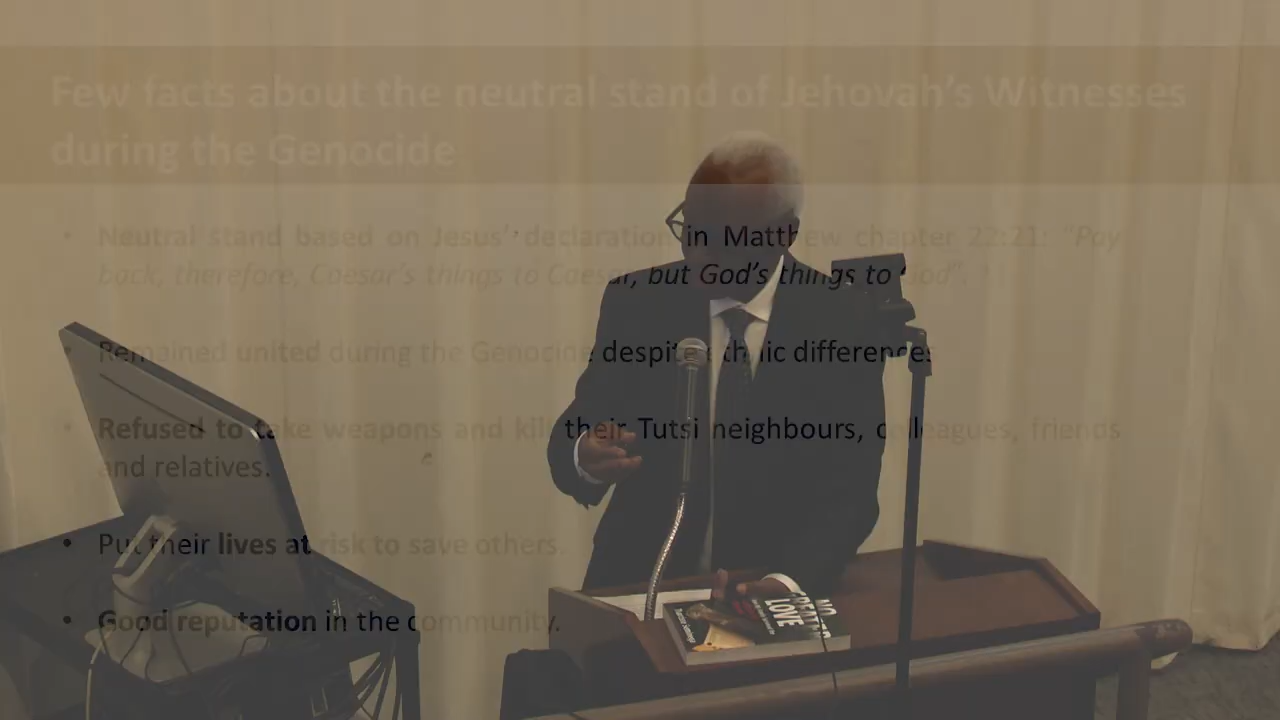 Few facts about the neutral stand of Jehovah's Witnesses
during the Genocide
• Neutral stand based on Jesus' declaration in Matthew chapter 22:21: "Pay
back, therefore, Caesar's things to Caesar, but God's things to God".
• Remained united during the Genocide despite ethnic differences
• Refused to take weapons and kill their Tutsi neighbours, colleagues, friends
and relatives.
• Put their lives at risk to save others.
• Good reputation in the community.
NO
GREATER
LOVE